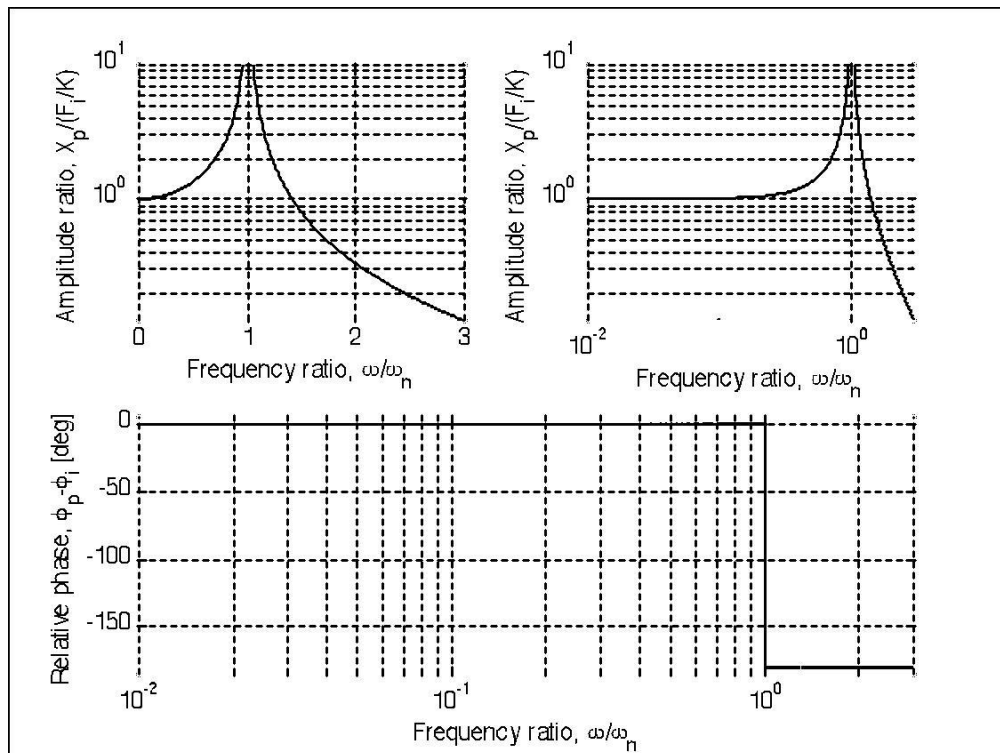 Amplitude ratio, X_p/(F_i/K)
10^1
10^0
0 1 2 3
Frequency ratio, ω/ω_n
Amplitude ratio, X_p/(F_i/K)
10^1
10^0
10^-2 10^0
Frequency ratio, ω/ω_n
Relative phase, ϕ_p-ϕ_i [deg]
0
-50
-100
-150
10^-2 10^-1 10^0
Frequency ratio, ω/ω_n